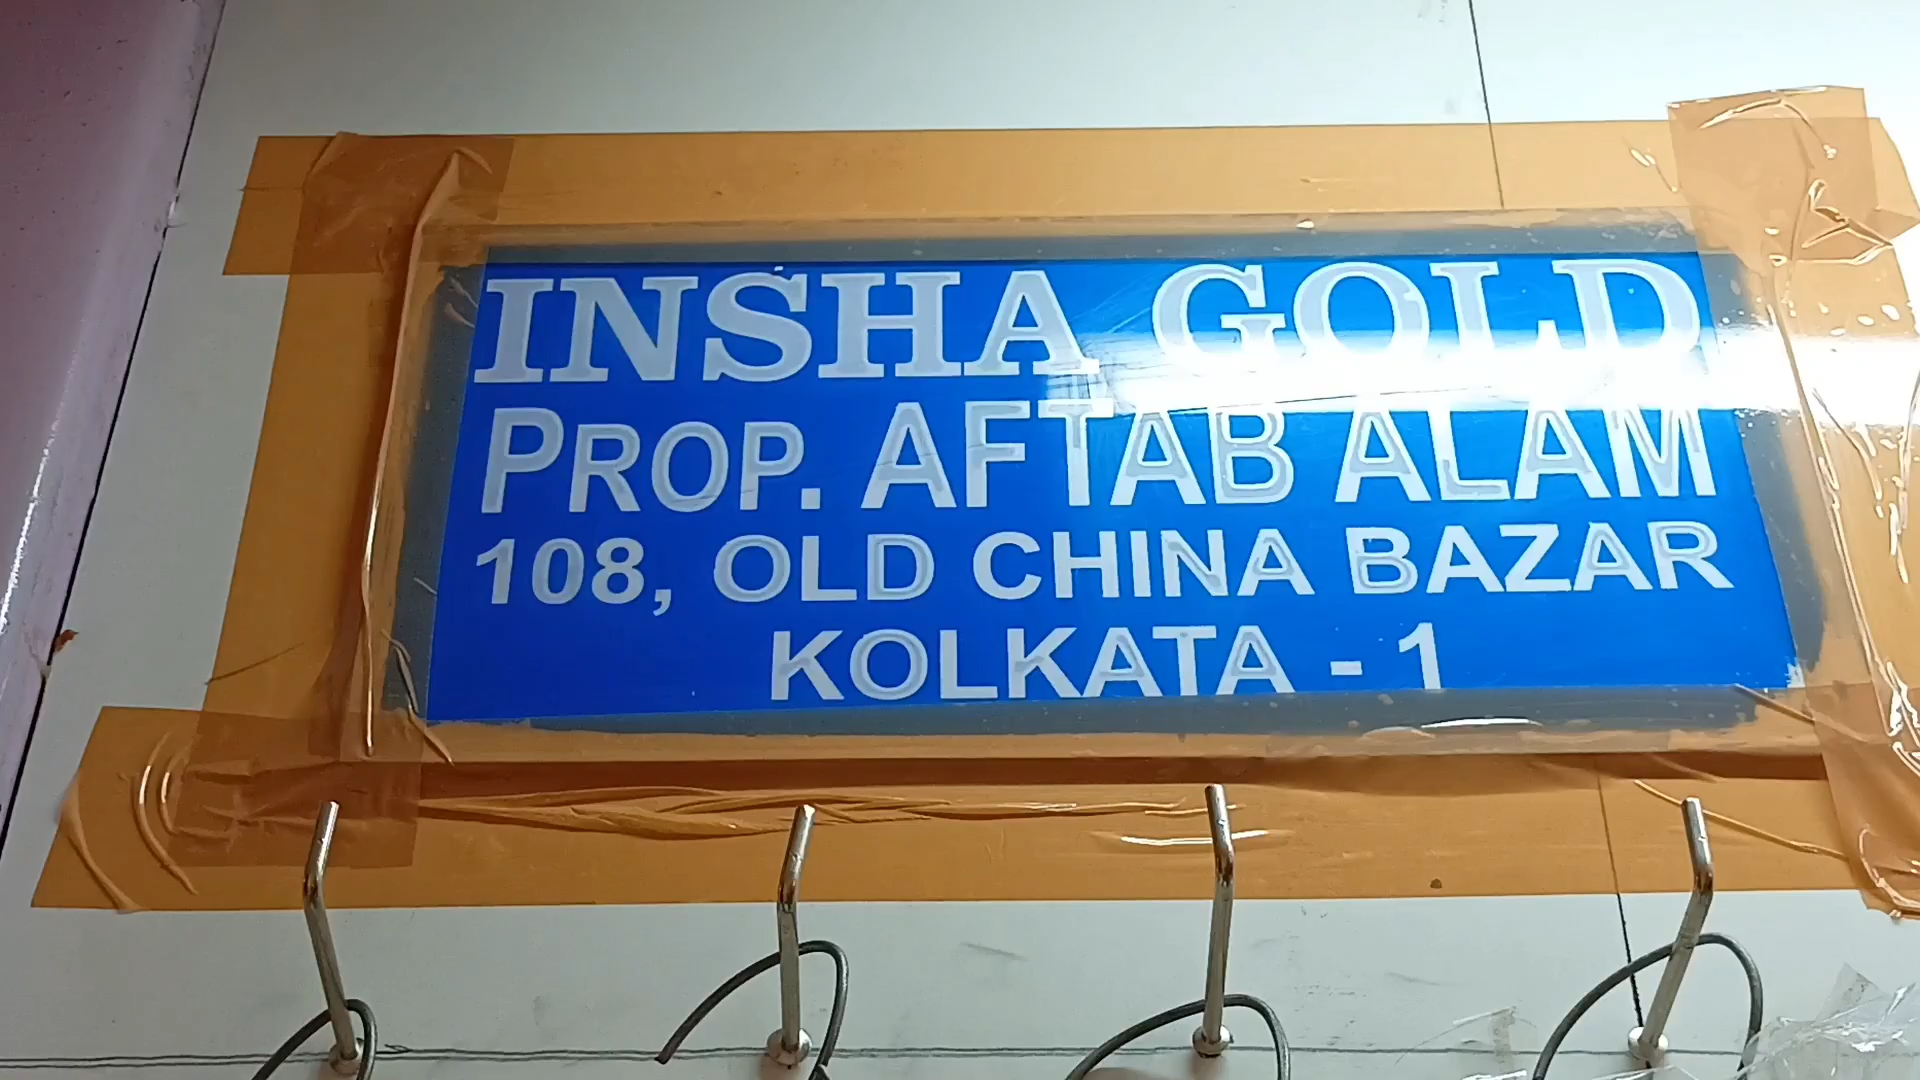 INSHA GOLD
PROP. AFTAB ALAM
108, OLD CHINA BAZAR
KOLKATA - 1